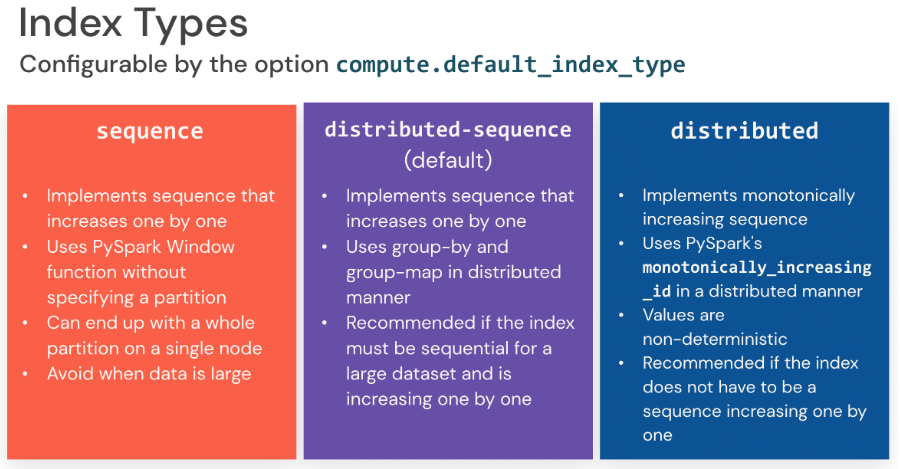 Index Types
Configurable by the option compute.default_index_type
sequence
• Implements sequence that
increases one by one
• Uses PySpark Window
function without
specifying a partition
• Can end up with a whole
partition on a single node
• Avoid when data is large
distributed-sequence
(default)
• Implements sequence that
increases one by one
• Uses group-by and
group-map in distributed
manner
• Recommended if the index
must be sequential for a
large dataset and is
increasing one by one
distributed
• Implements monotonically
increasing sequence
• Uses PySpark's
monotonically_increasing
_id in a distributed manner
• Values are
non-deterministic
• Recommended if the index
does not have to be a
sequence increasing one by
one